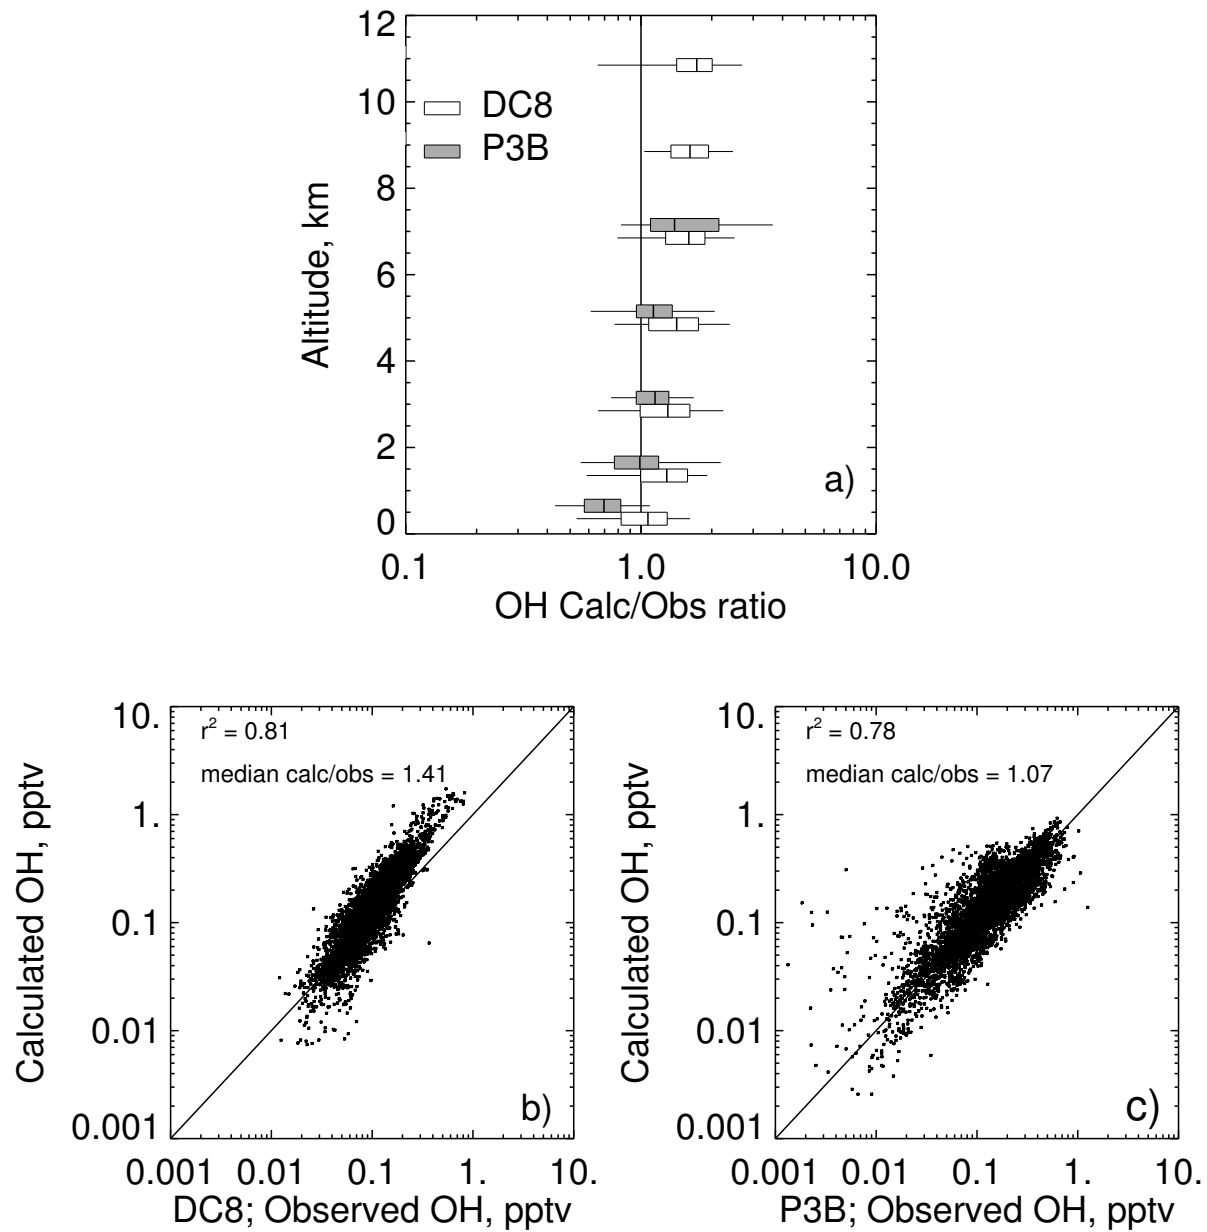 12
10
8
6
4
2
0
Altitude, km
DC8
P3B
a)
0.1 1.0 10.0
OH Calc/Obs ratio
10.
1.
0.1
0.01
0.001
Calculated OH, pptv
r² = 0.81
median calc/obs = 1.41
b)
0.001 0.01 0.1 1. 10.
DC8; Observed OH, pptv
10.
1.
0.1
0.01
0.001
Calculated OH, pptv
r² = 0.78
median calc/obs = 1.07
c)
0.001 0.01 0.1 1. 10.
P3B; Observed OH, pptv